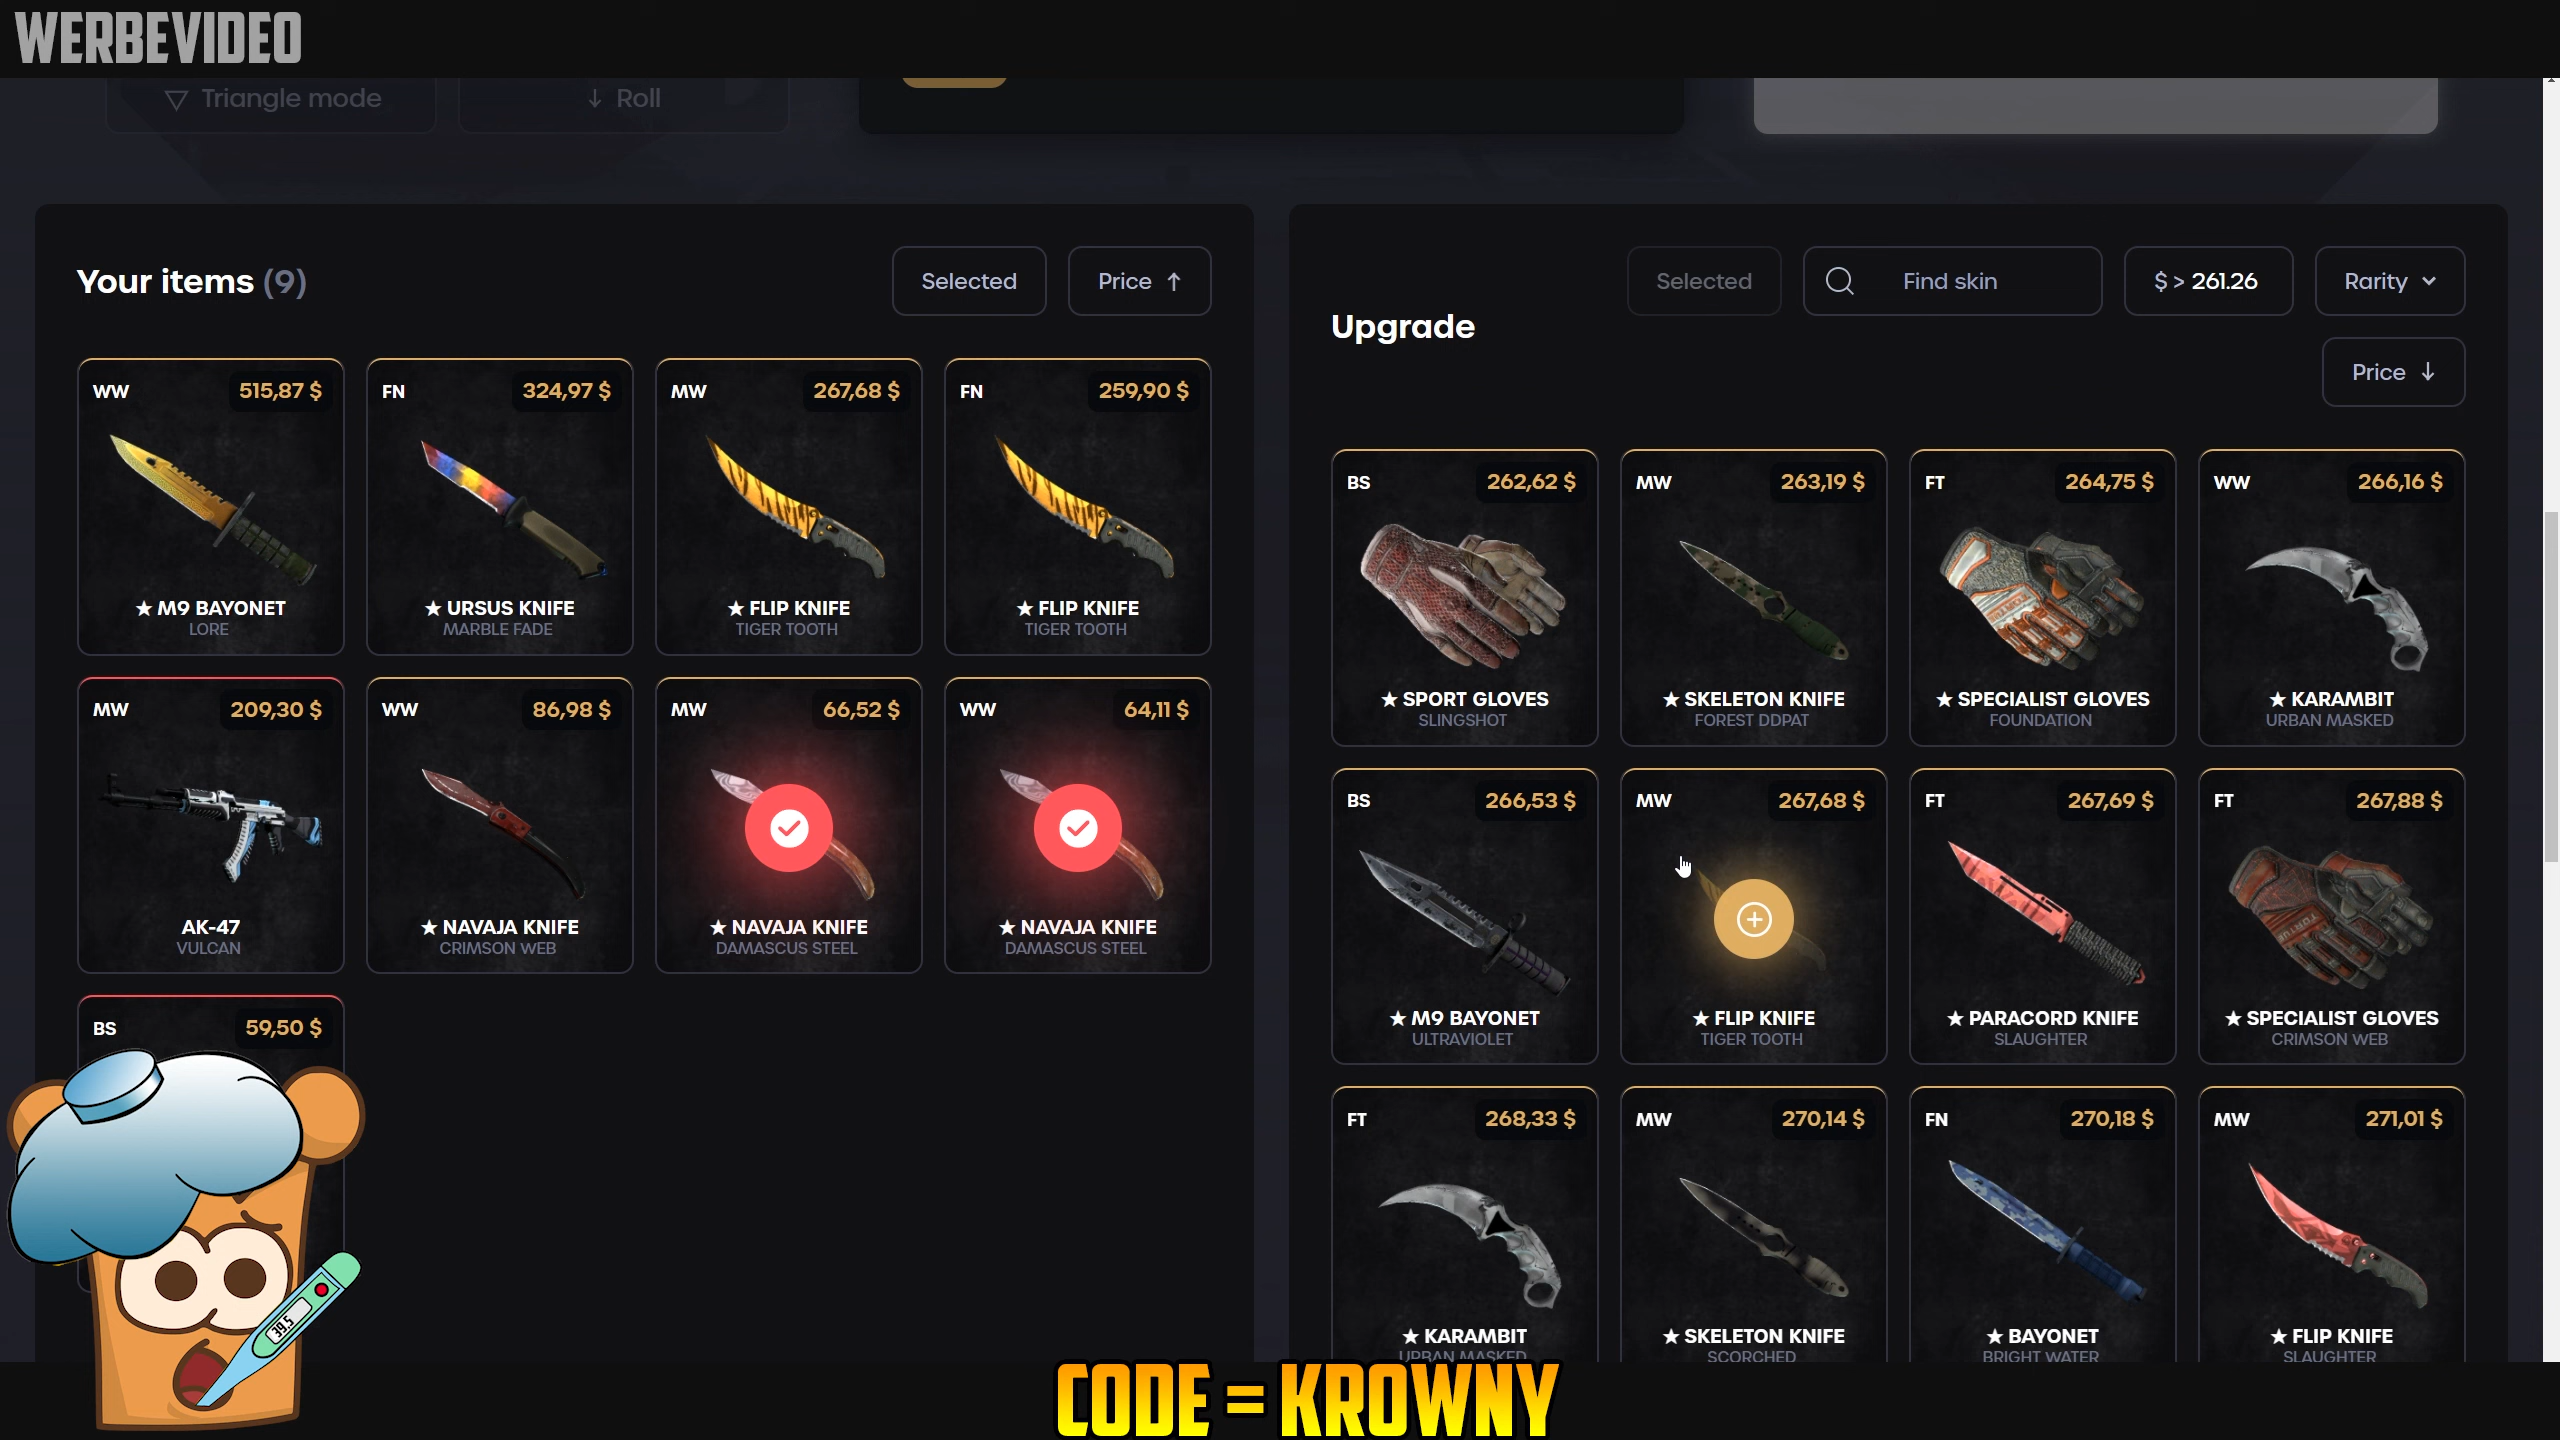 WERBEVIDEO
Triangle mode
Roll
Your items (9)
Selected
Price
Selected
Find skin
$ > 261.26
Rarity
Upgrade
Price
WW 515,87 $
★ M9 BAYONET
LORE
FN 324,97 $
★ URSUS KNIFE
MARBLE FADE
MW 267,68 $
★ FLIP KNIFE
TIGER TOOTH
FN 259,90 $
★ FLIP KNIFE
TIGER TOOTH
MW 209,30 $
AK-47
VULCAN
WW 86,98 $
★ NAVAJA KNIFE
CRIMSON WEB
MW 66,52 $
★ NAVAJA KNIFE
DAMASCUS STEEL
WW 64,11 $
★ NAVAJA KNIFE
DAMASCUS STEEL
BS 59,50 $
39.5
BS 262,62 $
★ SPORT GLOVES
SLINGSHOT
MW 263,19 $
★ SKELETON KNIFE
FOREST DDPAT
FT 264,75 $
★ SPECIALIST GLOVES
FOUNDATION
WW 266,16 $
★ KARAMBIT
URBAN MASKED
BS 266,53 $
★ M9 BAYONET
ULTRAVIOLET
MW 267,68 $
★ FLIP KNIFE
TIGER TOOTH
FT 267,69 $
★ PARACORD KNIFE
SLAUGHTER
FT 267,88 $
★ SPECIALIST GLOVES
CRIMSON WEB
FT 268,33 $
★ KARAMBIT
URBAN MASKED
MW 270,14 $
★ SKELETON KNIFE
SCORCHED
FN 270,18 $
★ BAYONET
BRIGHT WATER
MW 271,01 $
★ FLIP KNIFE
SLAUGHTER
CODE = KROWNY